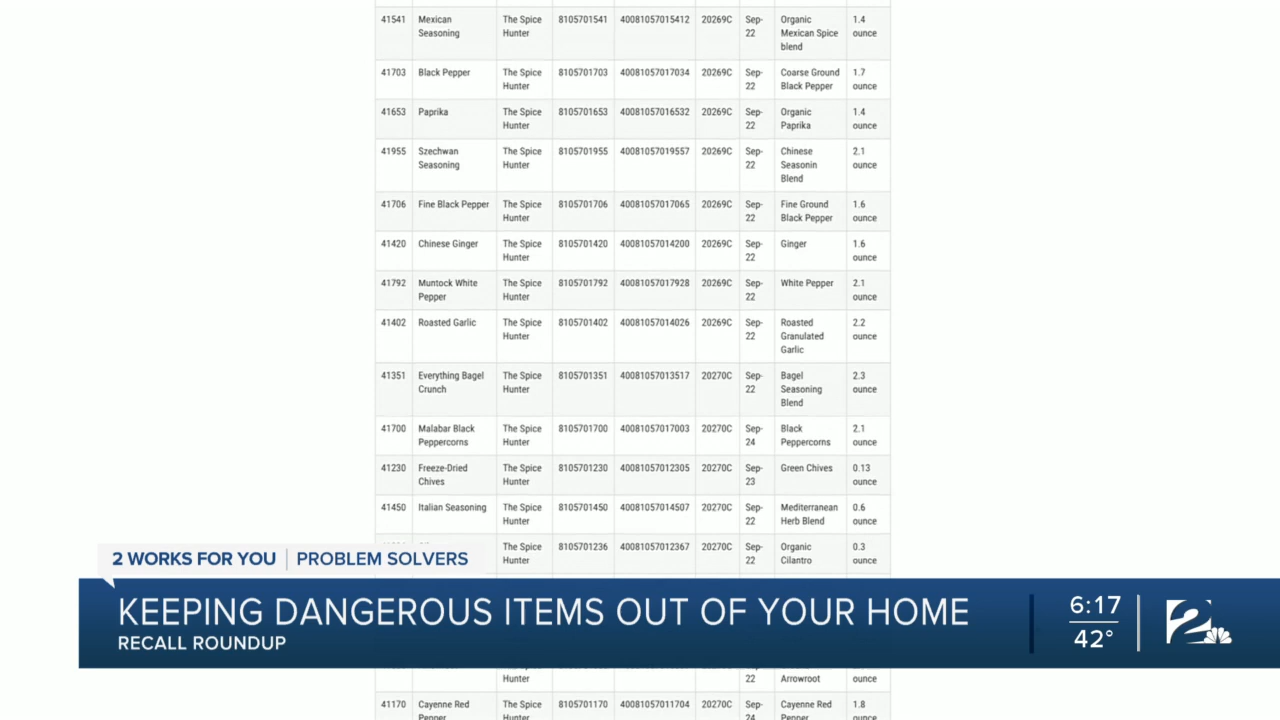 41541 Mexican Seasoning The Spice Hunter 8105701541 40081057015412 20269C Sep-22 Organic Mexican Spice blend 1.4 ounce
41703 Black Pepper The Spice Hunter 8105701703 40081057017034 20269C Sep-22 Coarse Ground Black Pepper 1.7 ounce
41653 Paprika The Spice Hunter 8105701653 40081057016532 20269C Sep-22 Organic Paprika 1.4 ounce
41955 Szechwan Seasoning The Spice Hunter 8105701955 40081057019557 20269C Sep-22 Chinese Seasonin Blend 2.1 ounce
41706 Fine Black Pepper The Spice Hunter 8105701706 40081057017065 20269C Sep-22 Fine Ground Black Pepper 1.6 ounce
41420 Chinese Ginger The Spice Hunter 8105701420 40081057014200 20269C Sep-22 Ginger 1.6 ounce
41792 Muntock White Pepper The Spice Hunter 8105701792 40081057017928 20269C Sep-22 White Pepper 2.1 ounce
41402 Roasted Garlic The Spice Hunter 8105701402 40081057014026 20269C Sep-22 Roasted Granulated Garlic 2.2 ounce
41351 Everything Bagel Crunch The Spice Hunter 8105701351 40081057013517 20270C Sep-22 Bagel Seasoning Blend 2.3 ounce
41700 Malabar Black Peppercorns The Spice Hunter 8105701700 40081057017003 20270C Sep-24 Black Peppercorns 2.1 ounce
41230 Freeze-Dried Chives The Spice Hunter 8105701230 40081057012305 20270C Sep-23 Green Chives 0.13 ounce
41450 Italian Seasoning The Spice Hunter 8105701450 40081057014507 20270C Sep-22 Mediterranean Herb Blend 0.6 ounce
The Spice Hunter 8105701236 40081057012367 20270C Sep-22 Organic Cilantro 0.3 ounce
2 WORKS FOR YOU | PROBLEM SOLVERS
KEEPING DANGEROUS ITEMS OUT OF YOUR HOME
RECALL ROUNDUP
6:17
42°
2
Hunter 22 Arrowroot ounce
41170 Cayenne Red Pepper The Spice Hunter 8105701170 40081057011704 20270C Sep-24 Cayenne Red Pepper 1.8 ounce